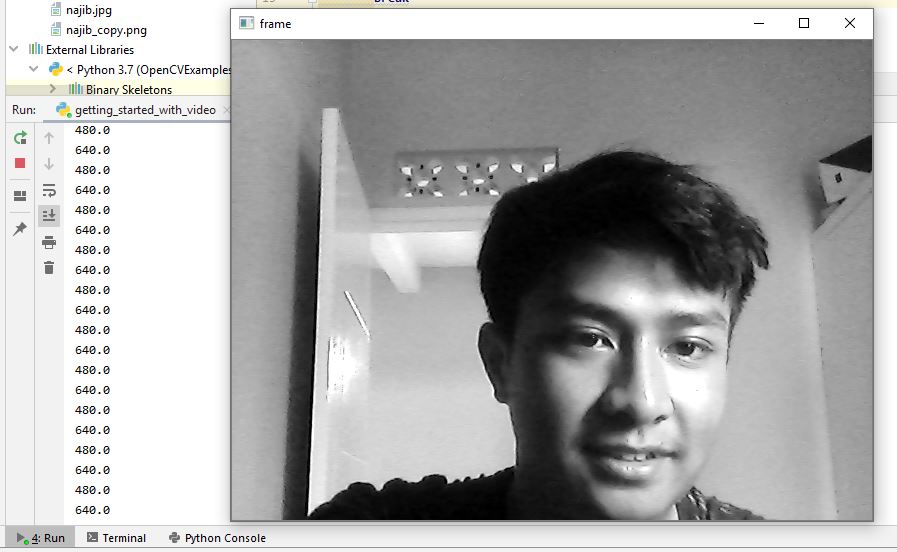 najib.jpg
najib_copy.png
External Libraries
< Python 3.7 (OpenCVExamples
Binary Skeletons
break
frame
Run: getting_started_with_video
480.0
640.0
480.0
640.0
480.0
640.0
480.0
640.0
480.0
640.0
480.0
640.0
480.0
640.0
480.0
640.0
480.0
640.0
480.0
640.0
4: Run Terminal Python Console